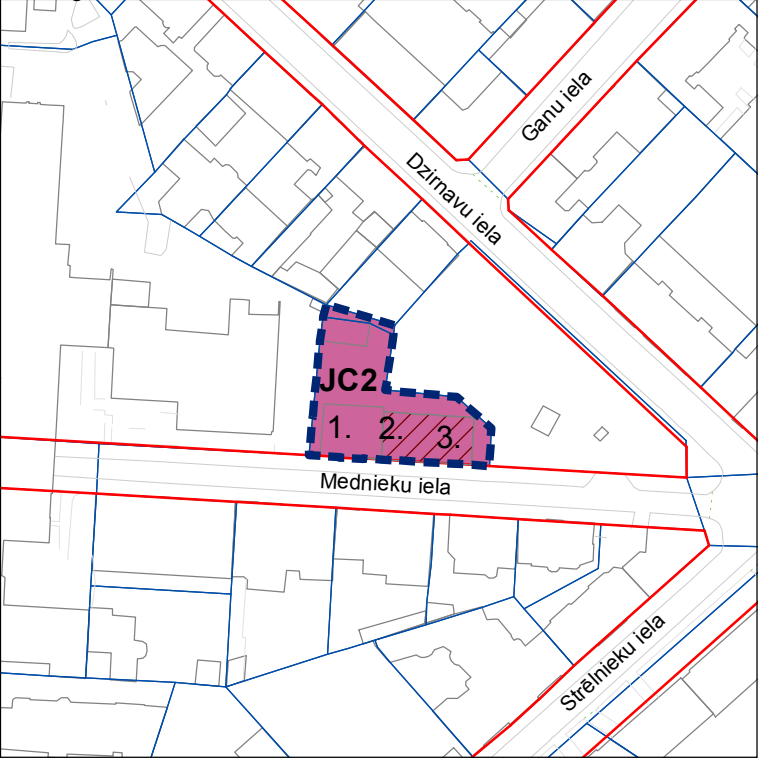 Ganu iela
Dzirnavu iela
JC2
1. 2. 3.
Mednieku iela
Strēlnieku iela